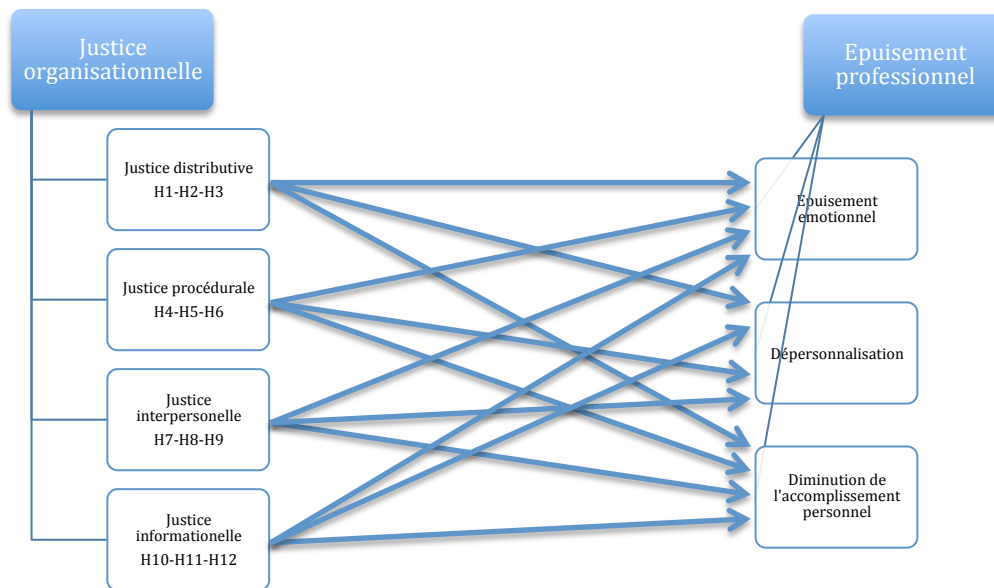 Justice
organisationnelle
Epuisement
professionnel
Justice distributive
H1-H2-H3
Justice procédurale
H4-H5-H6
Justice
interpersonelle
H7-H8-H9
Justice
informationelle
H10-H11-H12
Epuisement
emotionnel
Dépersonnalisation
Diminution de
l'accomplissement
personnel